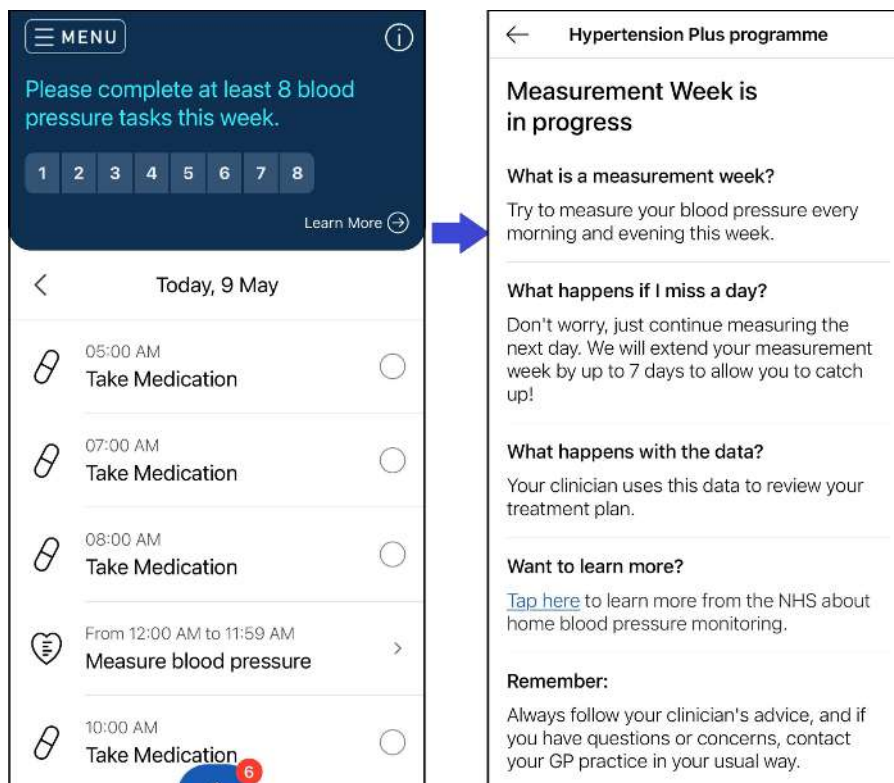 MENU
Please complete at least 8 blood
pressure tasks this week.
1 2 3 4 5 6 7 8
Learn More
Today, 9 May
05:00 AM
Take Medication
07:00 AM
Take Medication
08:00 AM
Take Medication
From 12:00 AM to 11:59 AM
Measure blood pressure
10:00 AM
Take Medication
6
Hypertension Plus programme
Measurement Week is
in progress
What is a measurement week?
Try to measure your blood pressure every
morning and evening this week.
What happens if I miss a day?
Don't worry, just continue measuring the
next day. We will extend your measurement
week by up to 7 days to allow you to catch
up!
What happens with the data?
Your clinician uses this data to review your
treatment plan.
Want to learn more?
Tap here to learn more from the NHS about
home blood pressure monitoring.
Remember:
Always follow your clinician's advice, and if
you have questions or concerns, contact
your GP practice in your usual way.